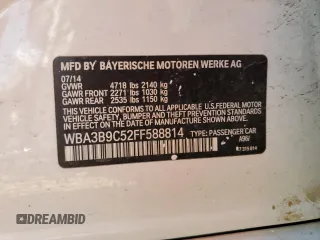 MFD BY BAYERISCHE MOTOREN WERKE AG
07/14
GVWR 4718 lbs 2140 kg
GAWR FRONT 2271 lbs 1030 kg
GAWR REAR 2535 lbs 1150 kg
THIS VEHICLE CONFORMS TO ALL APPLICABLE
U.S. FEDERAL MOTOR VEHICLE SAFETY,
BUMPER, AND THEFT PREVENTION STANDARDS
IN EFFECT ON THE DATE OF
MANUFACTURE SHOWN ABOVE.
WBA3B9C52FF588814 TYPE: PASSENGER CAR
DREAMBID